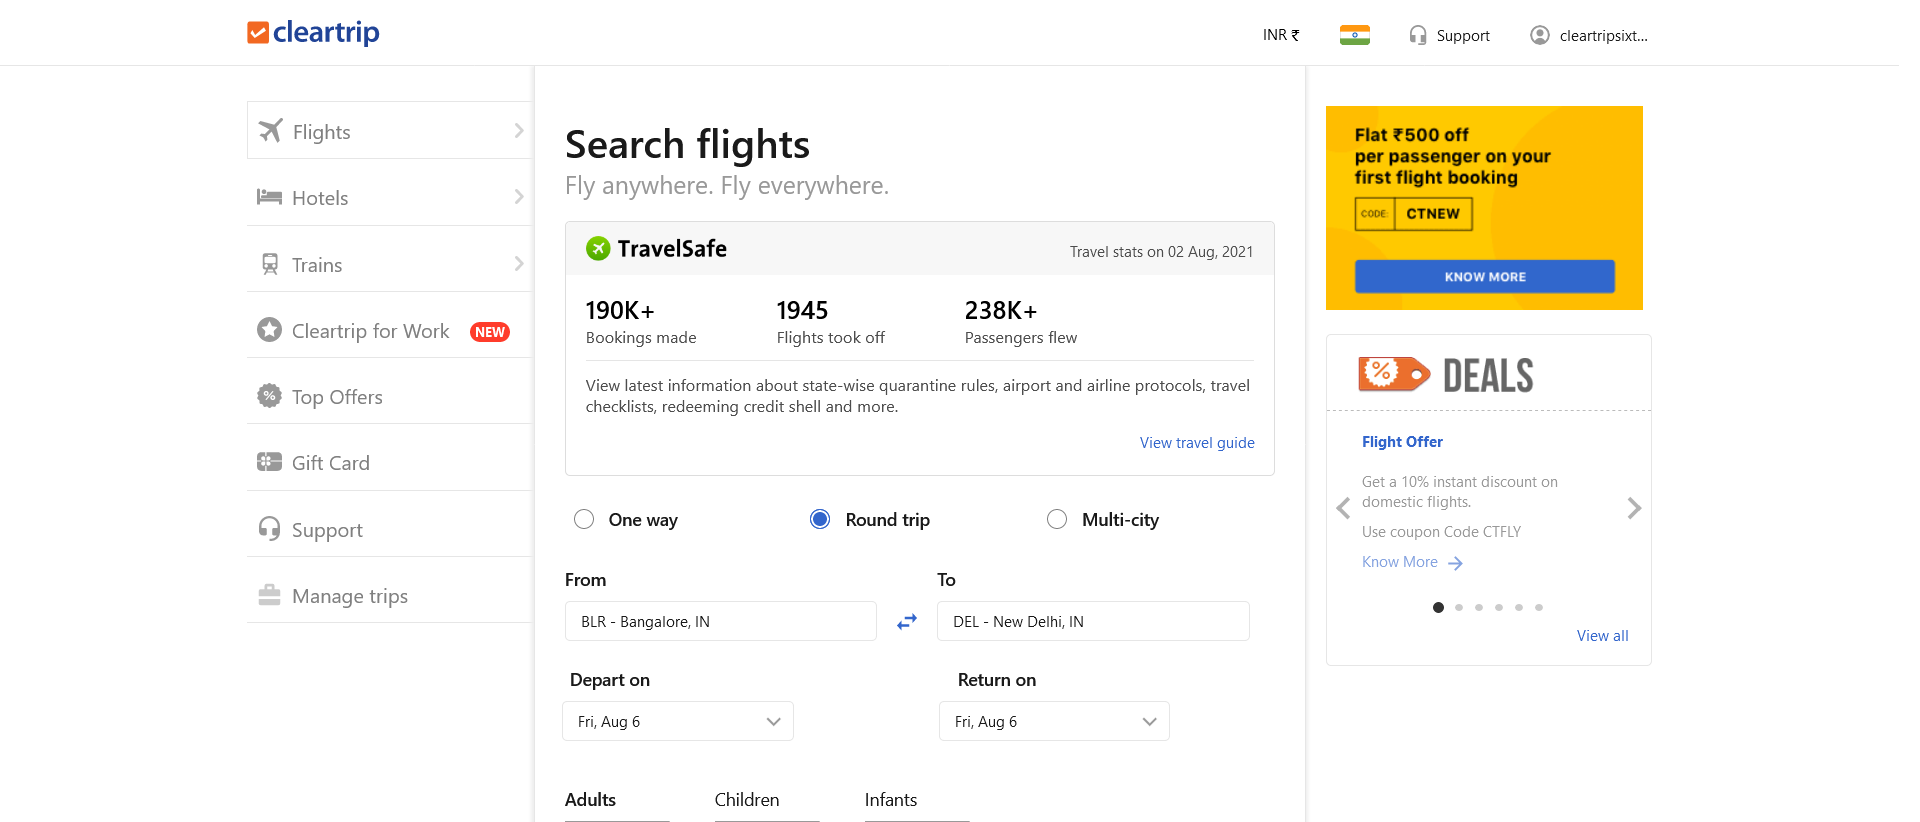 cleartrip
INR ₹
Support
cleartripsixt...
Flights
Hotels
Trains
Cleartrip for Work NEW
Top Offers
Gift Card
Support
Manage trips
Search flights
Fly anywhere. Fly everywhere.
TravelSafe
Travel stats on 02 Aug, 2021
190K+ 1945 238K+
Bookings made Flights took off Passengers flew
View latest information about state-wise quarantine rules, airport and airline protocols, travel
checklists, redeeming credit shell and more.
View travel guide
One way Round trip Multi-city
From To
BLR - Bangalore, IN DEL - New Delhi, IN
Depart on Return on
Fri, Aug 6 Fri, Aug 6
Adults Children Infants
Flat ₹500 off
per passenger on your
first flight booking
CODE: CTNEW
KNOW MORE
% DEALS
Flight Offer
Get a 10% instant discount on
domestic flights.
Use coupon Code CTFLY
Know More
View all